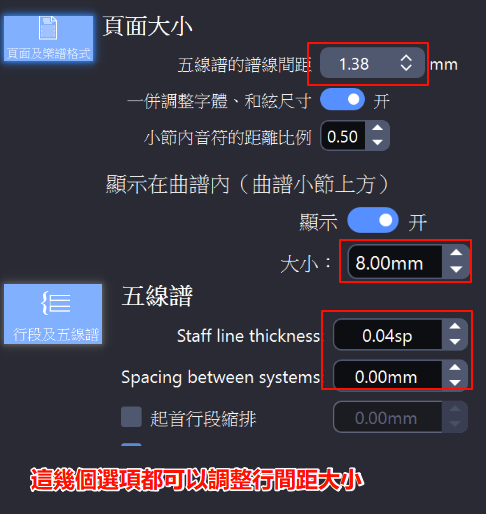 頁面大小
頁面及樂譜格式
五線譜的譜線間距 1.38 mm
一併調整字體、和絃尺寸 开
小節內音符的距離比例 0.50
顯示在曲譜內（曲譜小節上方）
顯示 开
大小： 8.00mm
五線譜
行段及五線譜
Staff line thickness: 0.04sp
Spacing between systems: 0.00mm
起首行段縮排 0.00mm
這幾個選項都可以調整行間距大小